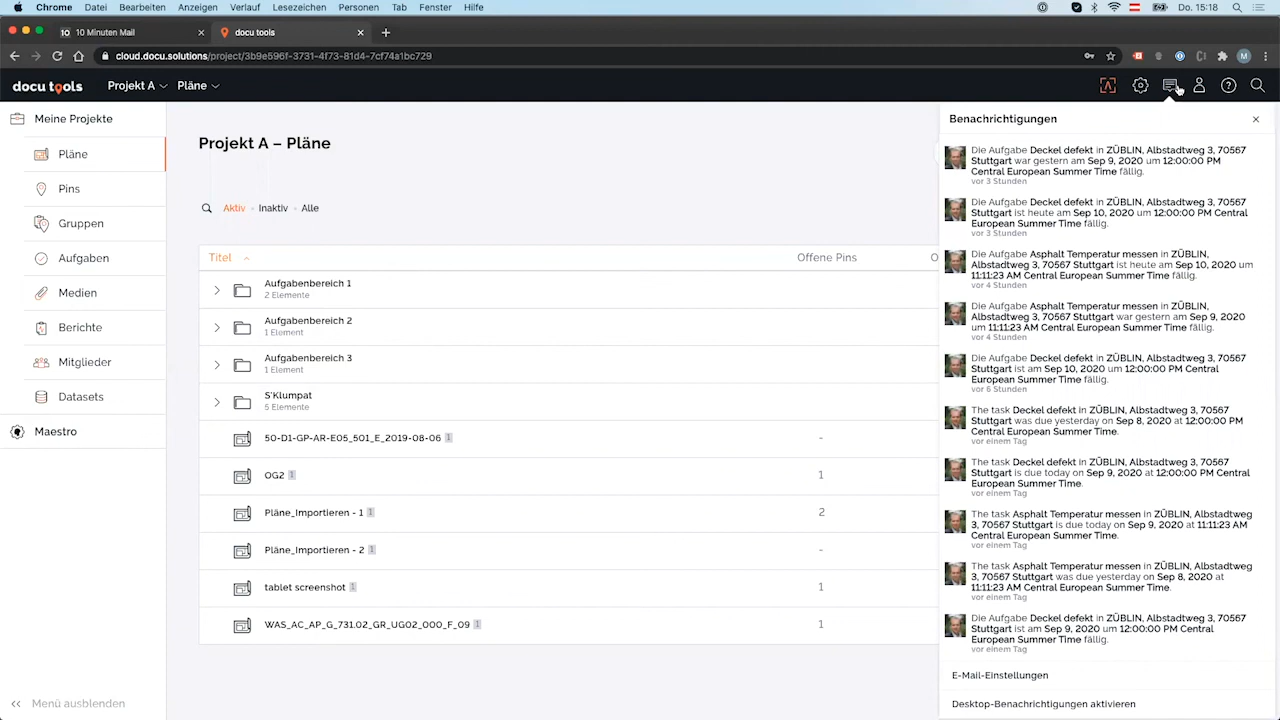 Chrome Datei Bearbeiten Anzeigen Verlauf Lesezeichen Personen Tab Fenster Hilfe Do. 15:18
10 10 Minuten Mail docu tools
cloud.docu.solutions/project/3b9e596f-3731-4f73-81d4-7cf74a1bc729 M
docu tools Projekt A Pläne
Meine Projekte
Pläne
Pins
Gruppen
Aufgaben
Medien
Berichte
Mitglieder
Datasets
Maestro
Menü ausblenden
Projekt A – Pläne
Aktiv Inaktiv Alle
Titel Offene Pins O
Aufgabenbereich 1
2 Elemente
Aufgabenbereich 2
1 Element
Aufgabenbereich 3
1 Element
S'Klumpat
5 Elemente
50-D1-GP-AR-E05_501_E_2019-08-06 1 -
OG2 1 1
Pläne_Importieren - 1 1 2
Pläne_Importieren - 2 1 -
tablet screenshot 1 1
WAS_AC_AP_G_731.02_GR_UG02_000_F_09 1 1
Benachrichtigungen
Die Aufgabe Deckel defekt in ZÜBLIN, Albstadtweg 3, 70567
Stuttgart war gestern am Sep 9, 2020 um 12:00:00 PM
Central European Summer Time fällig.
vor 3 Stunden
Die Aufgabe Deckel defekt in ZÜBLIN, Albstadtweg 3, 70567
Stuttgart ist heute am Sep 10, 2020 um 12:00:00 PM Central
European Summer Time fällig.
vor 3 Stunden
Die Aufgabe Asphalt Temperatur messen in ZÜBLIN,
Albstadtweg 3, 70567 Stuttgart ist heute am Sep 10, 2020 um
11:11:23 AM Central European Summer Time fällig.
vor 4 Stunden
Die Aufgabe Asphalt Temperatur messen in ZÜBLIN,
Albstadtweg 3, 70567 Stuttgart war gestern am Sep 9, 2020
um 11:11:23 AM Central European Summer Time fällig.
vor 4 Stunden
Die Aufgabe Deckel defekt in ZÜBLIN, Albstadtweg 3, 70567
Stuttgart ist am Sep 10, 2020 um 12:00:00 PM Central
European Summer Time fällig.
vor 6 Stunden
The task Deckel defekt in ZÜBLIN, Albstadtweg 3, 70567
Stuttgart was due yesterday on Sep 8, 2020 at 12:00:00 PM
Central European Summer Time.
vor einem Tag
The task Deckel defekt in ZÜBLIN, Albstadtweg 3, 70567
Stuttgart is due today on Sep 9, 2020 at 12:00:00 PM Central
European Summer Time.
vor einem Tag
The task Asphalt Temperatur messen in ZÜBLIN, Albstadtweg
3, 70567 Stuttgart is due today on Sep 9, 2020 at 11:11:23 AM
Central European Summer Time.
vor einem Tag
The task Asphalt Temperatur messen in ZÜBLIN, Albstadtweg
3, 70567 Stuttgart was due yesterday on Sep 8, 2020 at
11:11:23 AM Central European Summer Time.
vor einem Tag
Die Aufgabe Deckel defekt in ZÜBLIN, Albstadtweg 3, 70567
Stuttgart ist am Sep 9, 2020 um 12:00:00 PM Central
European Summer Time fällig.
vor einem Tag
E-Mail-Einstellungen
Desktop-Benachrichtigungen aktivieren